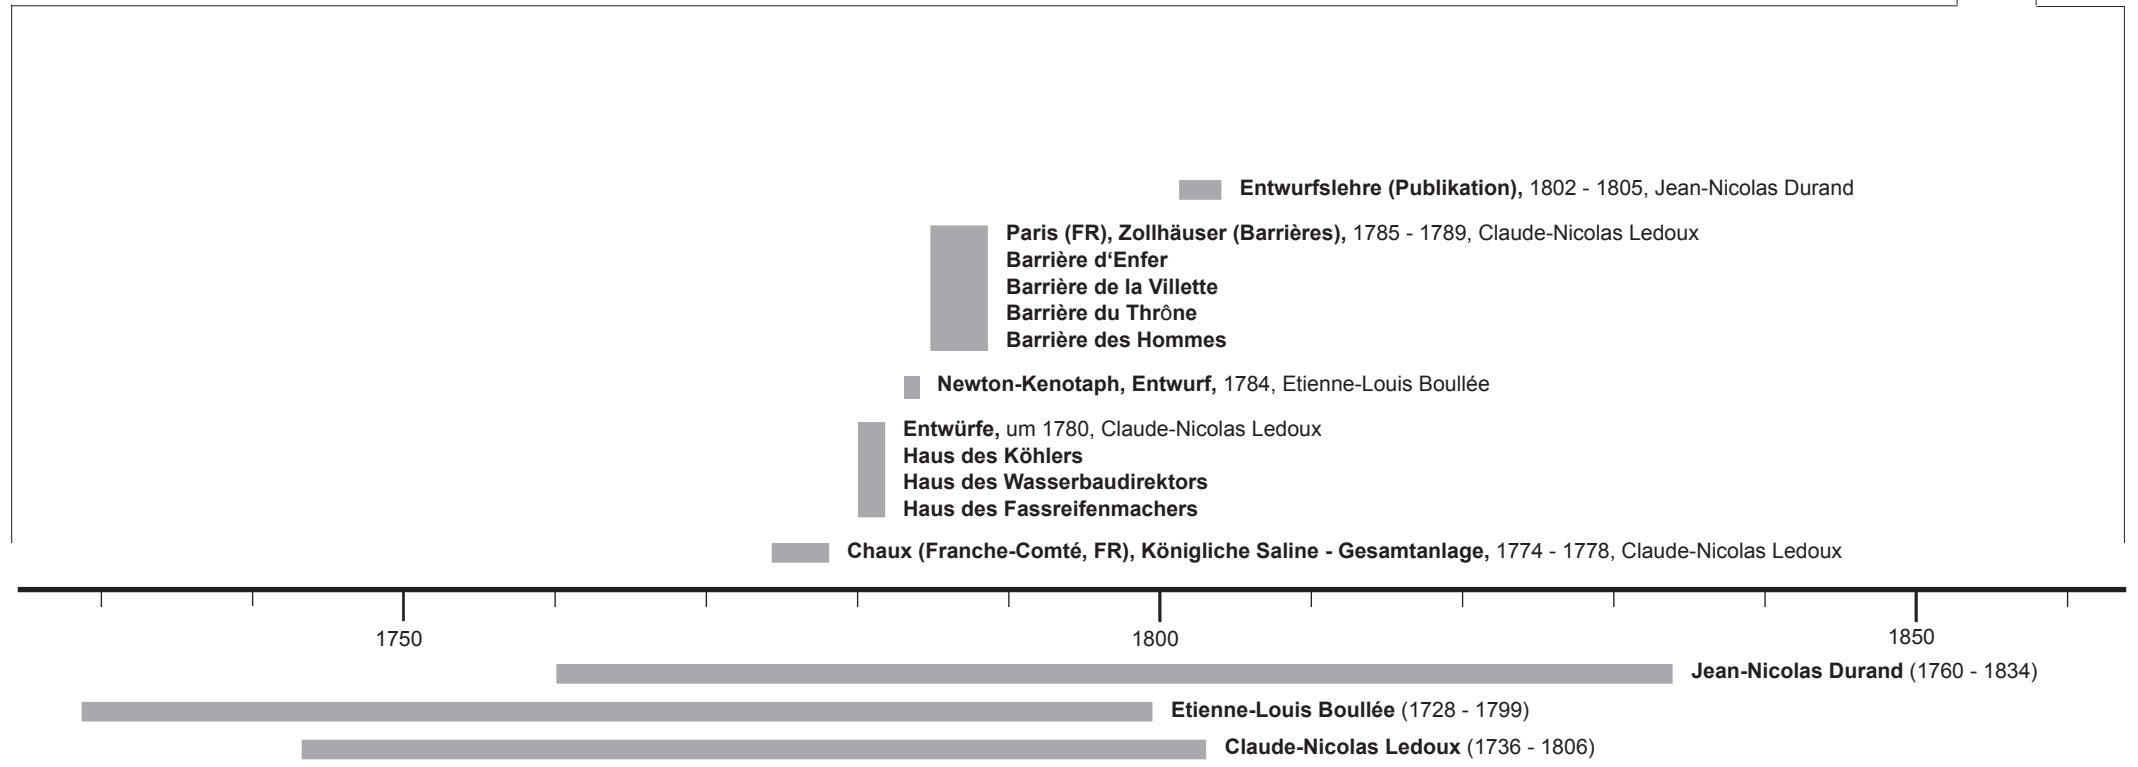 Entwurfslehre (Publikation), 1802 - 1805, Jean-Nicolas Durand
Paris (FR), Zollhäuser (Barrières), 1785 - 1789, Claude-Nicolas Ledoux
Barrière d‘Enfer
Barrière de la Villette
Barrière du Thrône
Barrière des Hommes
Newton-Kenotaph, Entwurf, 1784, Etienne-Louis Boullée
Entwürfe, um 1780, Claude-Nicolas Ledoux
Haus des Köhlers
Haus des Wasserbaudirektors
Haus des Fassreifenmachers
Chaux (Franche-Comté, FR), Königliche Saline - Gesamtanlage, 1774 - 1778, Claude-Nicolas Ledoux
1750 1800 1850
Jean-Nicolas Durand (1760 - 1834)
Etienne-Louis Boullée (1728 - 1799)
Claude-Nicolas Ledoux (1736 - 1806)